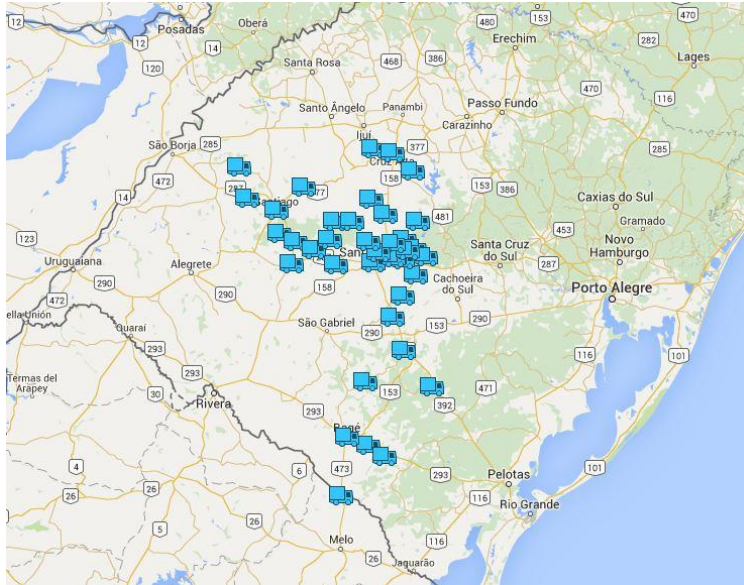 12
Posadas
Oberá
480
153
470
12
14
Erechim
282
386
Lages
120
Santa Rosa
468
116
470
Santo Ângelo
Panambi
Passo Fundo
Carazinho
Ijuí
São Borja
285
377
285
Cruz Alta
158
472
153
386
14
Caxias do Sul
481
453
Gramado
123
Santa Cruz
do Sul
Novo
Hamburgo
Uruguaiana
Alegrete
287
290
Cachoeira
do Sul
Porto Alegre
472
290
158
290
São Gabriel
153
290
Quaraí
293
116
101
Termas del
Arapey
293
30
Rivera
153
471
392
293
Bagé
4
6
473
293
101
Pelotas
26
26
116
Rio Grande
5
Melo
26
Jaguarão
116